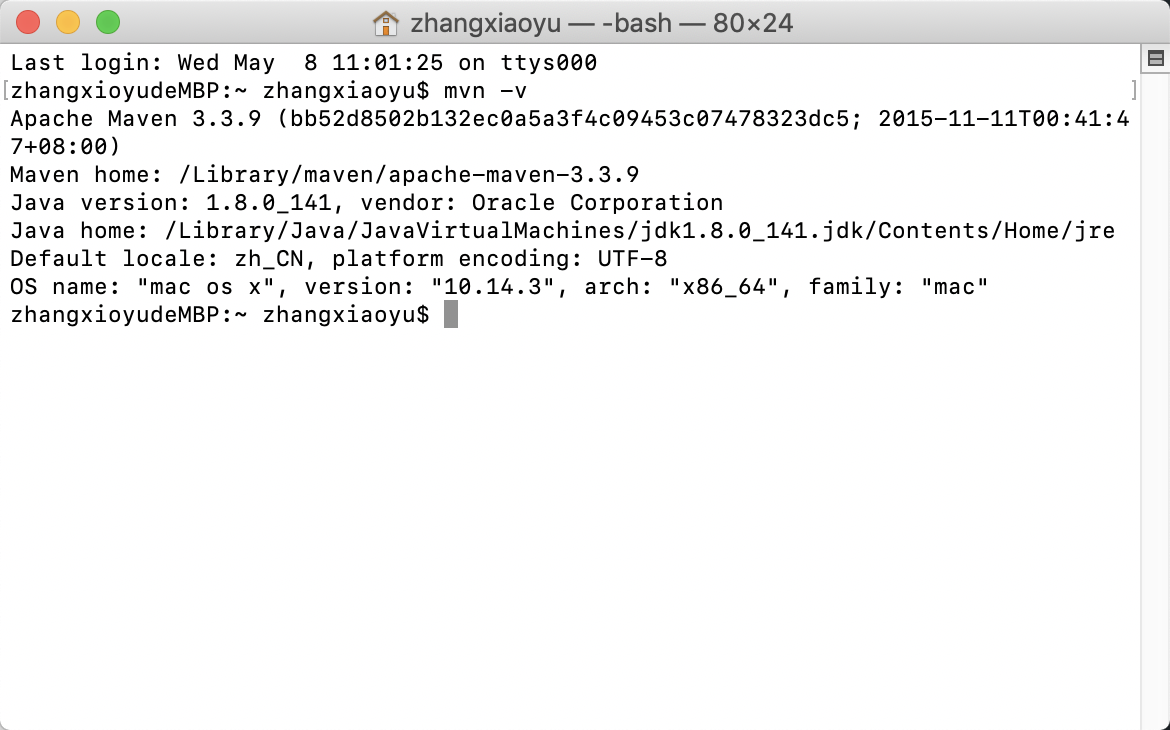 zhangxiaoyu — -bash — 80×24
Last login: Wed May  8 11:01:25 on ttys000
[zhangxioyudeMBP:~ zhangxiaoyu$ mvn -v ]
Apache Maven 3.3.9 (bb52d8502b132ec0a5a3f4c09453c07478323dc5; 2015-11-11T00:41:4
7+08:00)
Maven home: /Library/maven/apache-maven-3.3.9
Java version: 1.8.0_141, vendor: Oracle Corporation
Java home: /Library/Java/JavaVirtualMachines/jdk1.8.0_141.jdk/Contents/Home/jre
Default locale: zh_CN, platform encoding: UTF-8
OS name: "mac os x", version: "10.14.3", arch: "x86_64", family: "mac"
zhangxioyudeMBP:~ zhangxiaoyu$